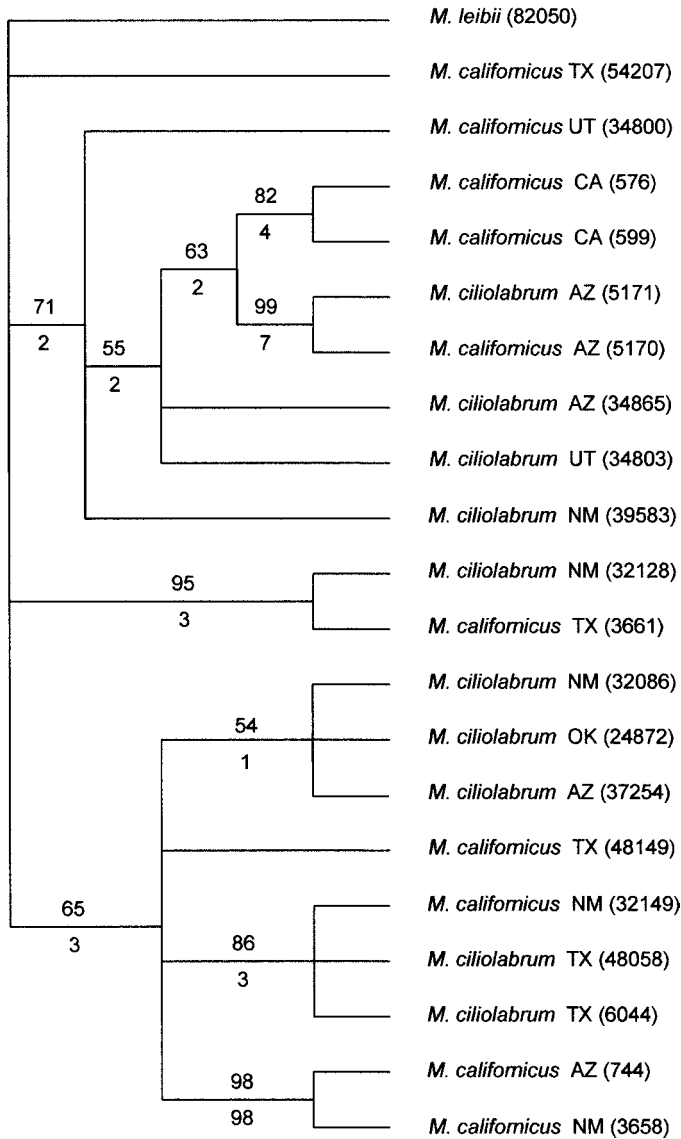 M. leibii (82050)
M. californicus TX (54207)
M. californicus UT (34800)
82
M. californicus CA (576)
4
63
M. californicus CA (599)
2
99
M. ciliolabrum AZ (5171)
71
7
2
55
M. californicus AZ (5170)
2
M. ciliolabrum AZ (34865)
M. ciliolabrum UT (34803)
M. ciliolabrum NM (39583)
95
M. ciliolabrum NM (32128)
3
M. californicus TX (3661)
M. ciliolabrum NM (32086)
54
M. ciliolabrum OK (24872)
1
M. ciliolabrum AZ (37254)
M. californicus TX (48149)
65
M. californicus NM (32149)
3
86
M. ciliolabrum TX (48058)
3
M. ciliolabrum TX (6044)
98
M. californicus AZ (744)
98
M. californicus NM (3658)